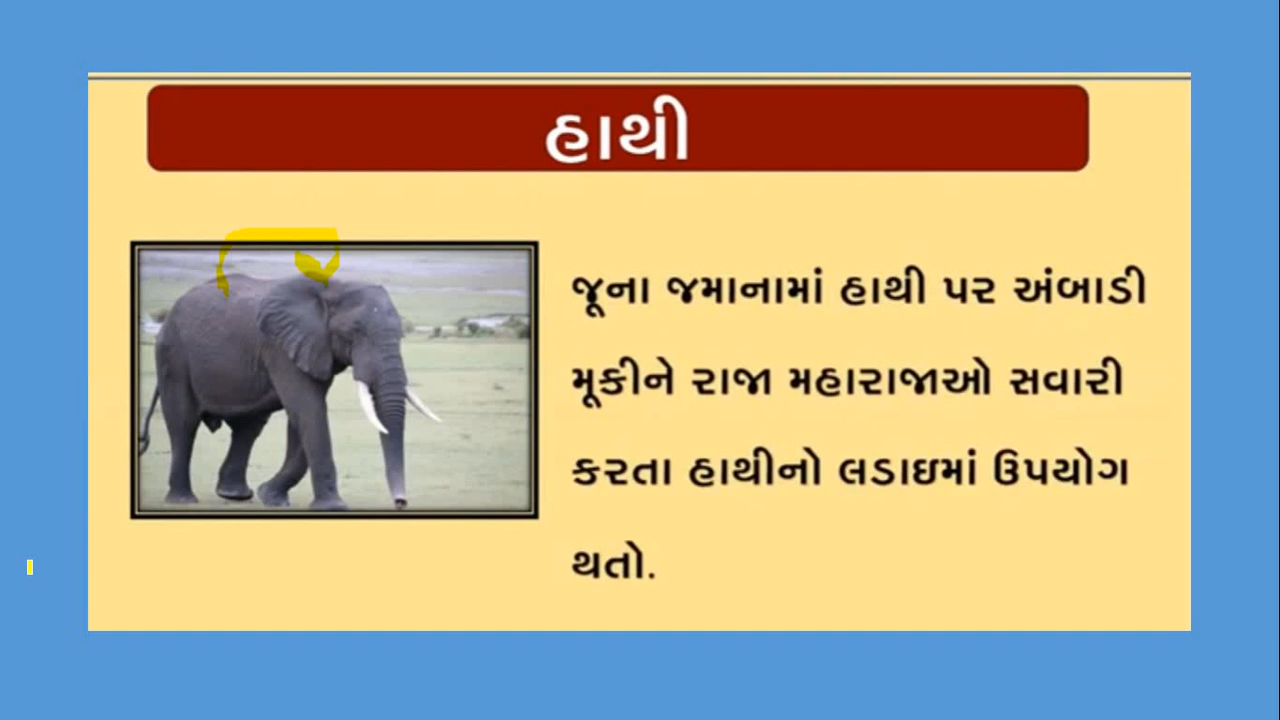 હાથી
જૂના જમાનામાં હાથી પર અંબાડી
મૂકીને રાજા મહારાજાઓ સવારી
કરતા હાથીનો લડાઇમાં ઉપયોગ
થતો.